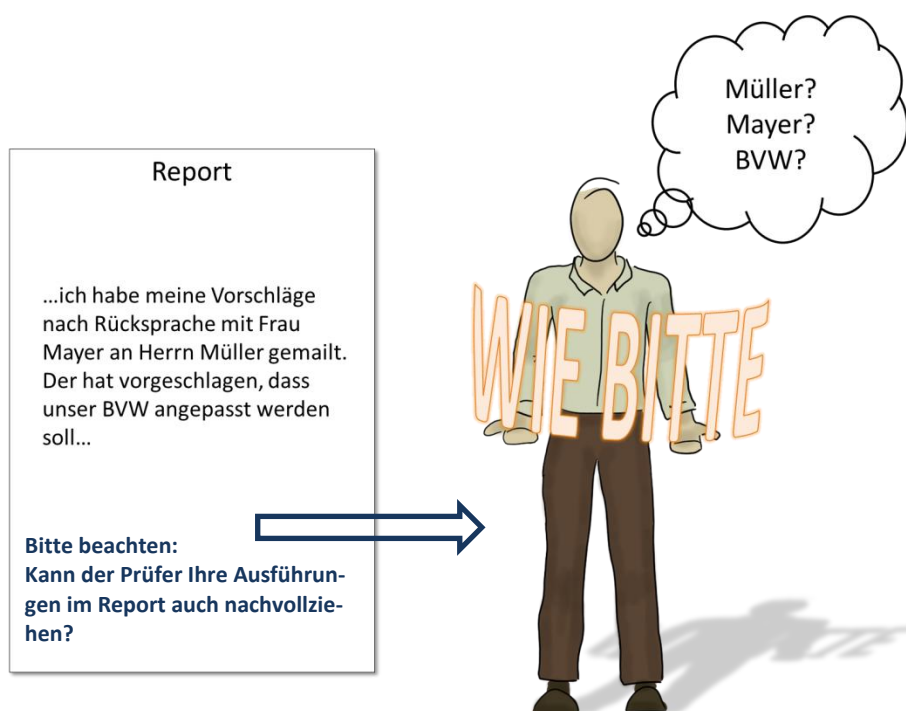 Report
...ich habe meine Vorschläge
nach Rücksprache mit Frau
Mayer an Herrn Müller gemailt.
Der hat vorgeschlagen, dass
unser BVW angepasst werden
soll...
Bitte beachten:
Kann der Prüfer Ihre Ausführun-
gen im Report auch nachvollzie-
hen?
Müller?
Mayer?
BVW?
WIE BITTE